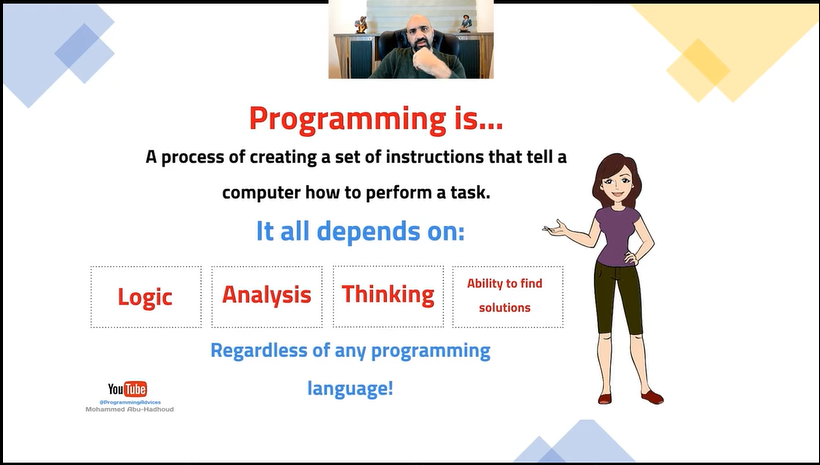 Programming is...
A process of creating a set of instructions that tell a
computer how to perform a task.
It all depends on:
Logic
Analysis
Thinking
Ability to find
solutions
Regardless of any programming
language!
YouTube
@ProgrammingAdvices
Mohammed Abu-Hadhoud